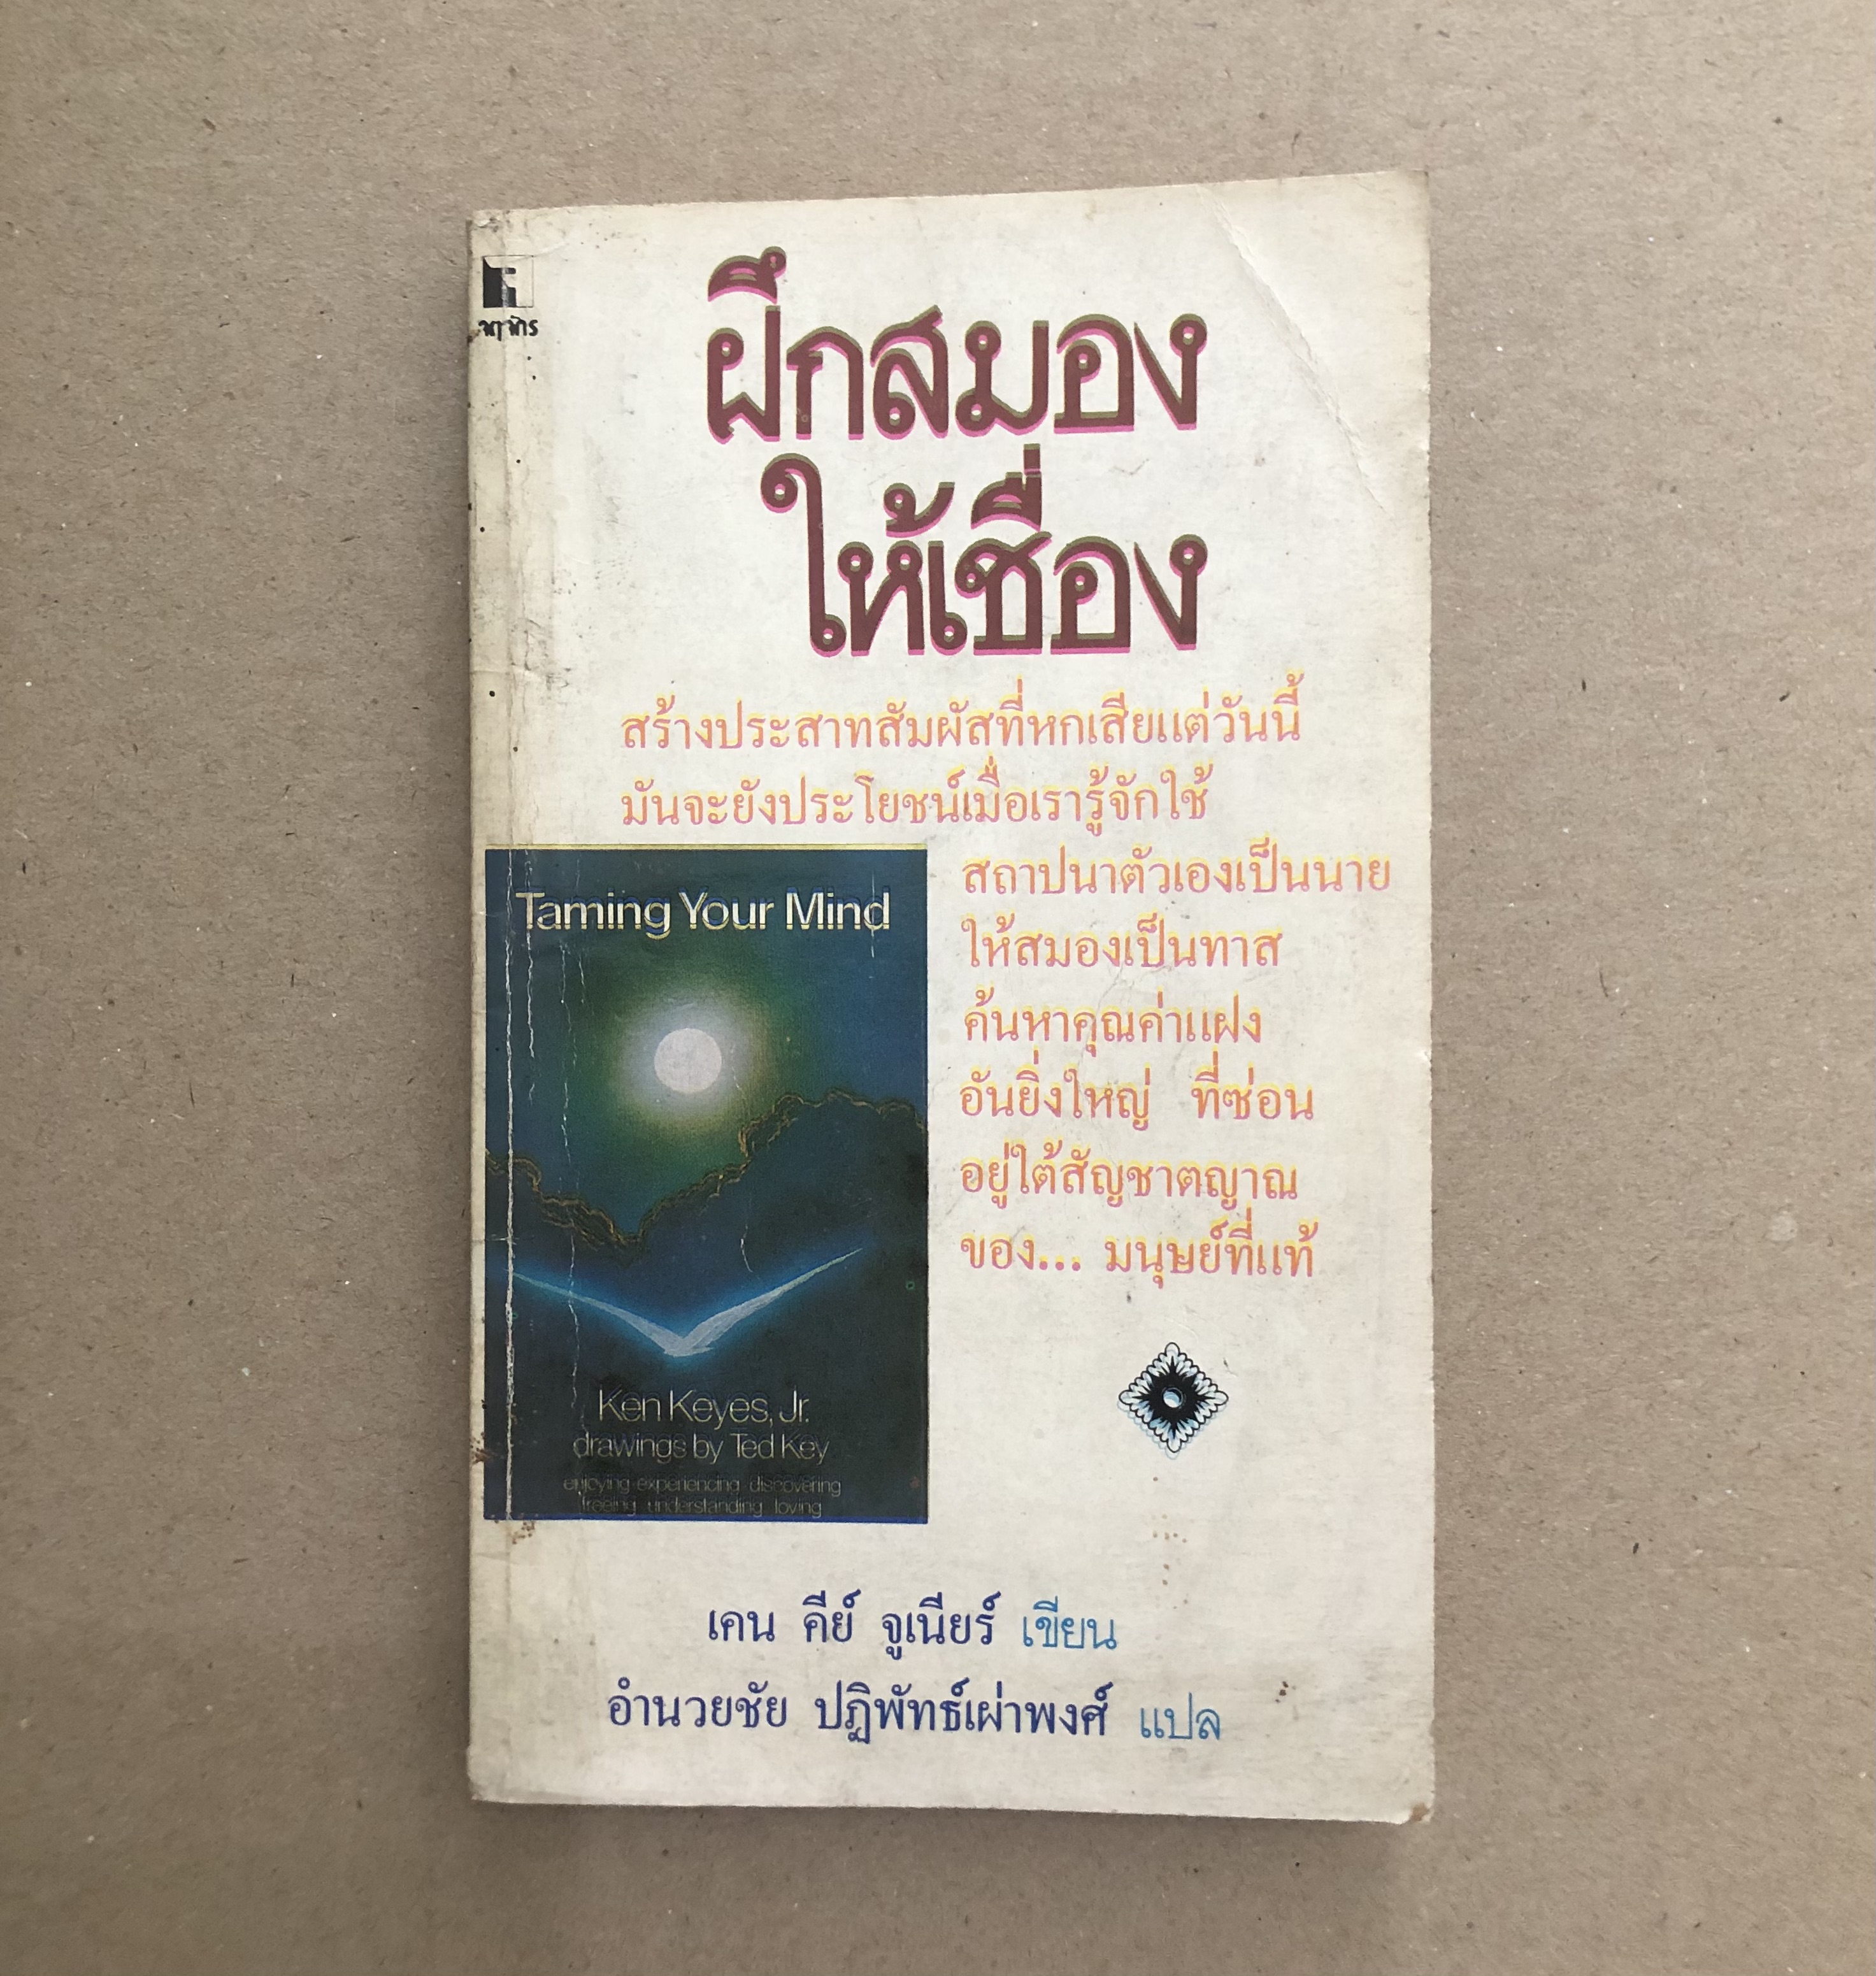 ฝึกสมอง
ให้เชื่อง
สร้างประสาทสัมผัสที่หกเสียแต่วันนี้
มันจะยังประโยชน์เมื่อเรารู้จักใช้
สถาปนาตัวเองเป็นนาย
ให้สมองเป็นทาส
ค้นหาคุณค่าแฝง
อันยิ่งใหญ่ ที่ซ่อน
อยู่ใต้สัญชาตญาณ
ของ... มนุษย์ที่แท้
Taming Your Mind
Ken Keyes, Jr.
drawings by Ted Key
enjoying experiencing discovering
freeing understanding loving
เคน คีย์ จูเนียร์ เขียน
อำนวยชัย ปฏิพัทธ์เผ่าพงศ์ แปล